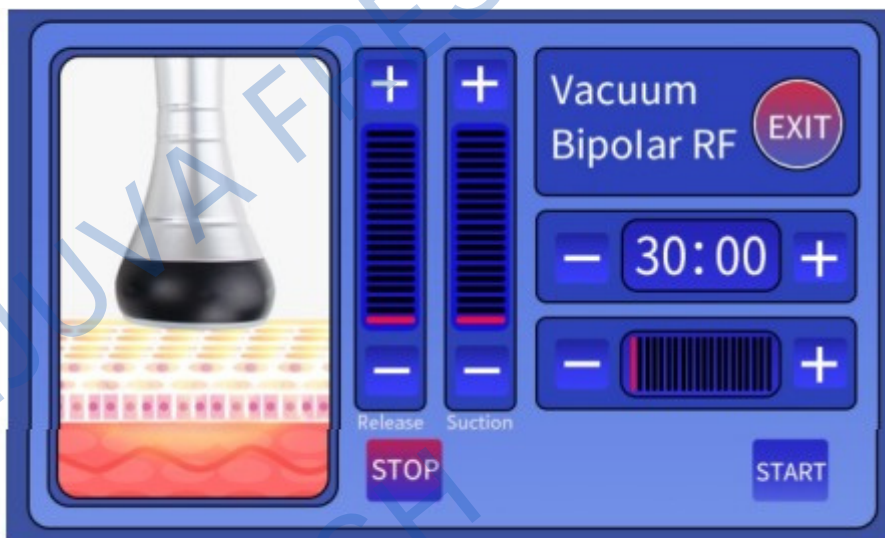 Vacuum
Bipolar RF
EXIT
30:00
Release
Suction
STOP
START